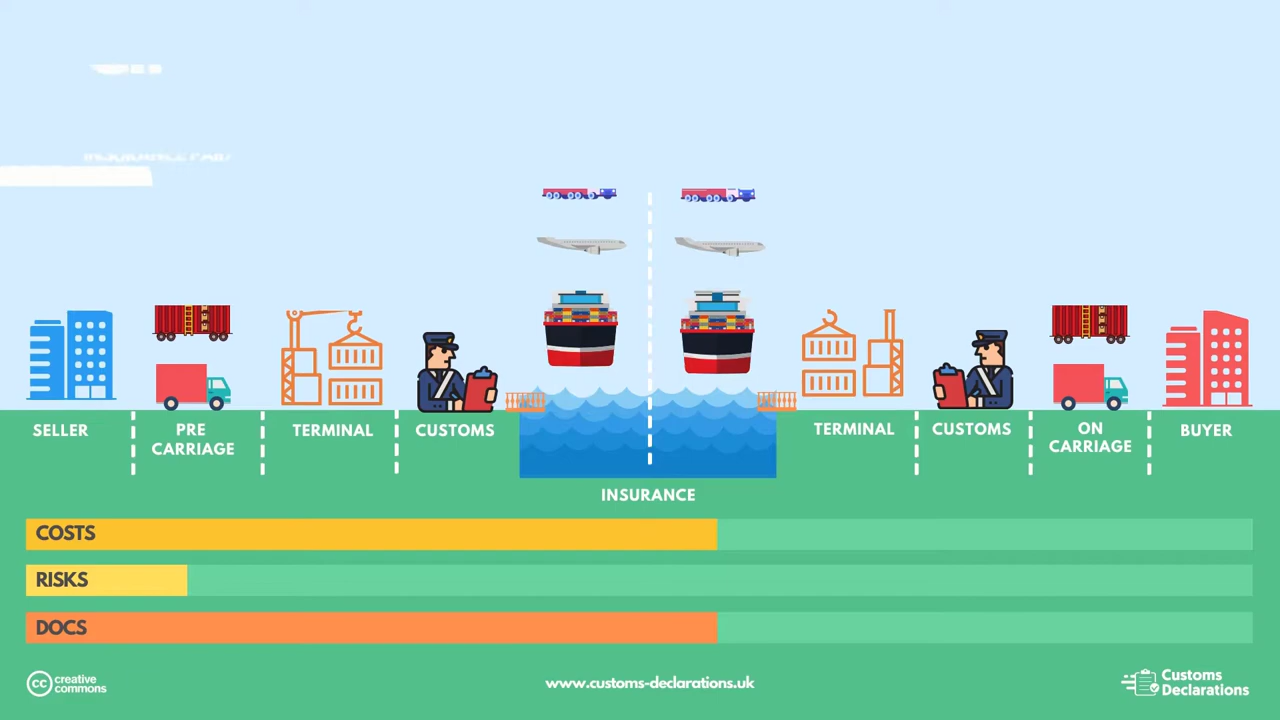 SELLER
PRE
CARRIAGE
TERMINAL
CUSTOMS
TERMINAL
CUSTOMS
ON
CARRIAGE
BUYER
INSURANCE
COSTS
RISKS
DOCS
cc creative
commons
www.customs-declarations.uk
Customs
Declarations